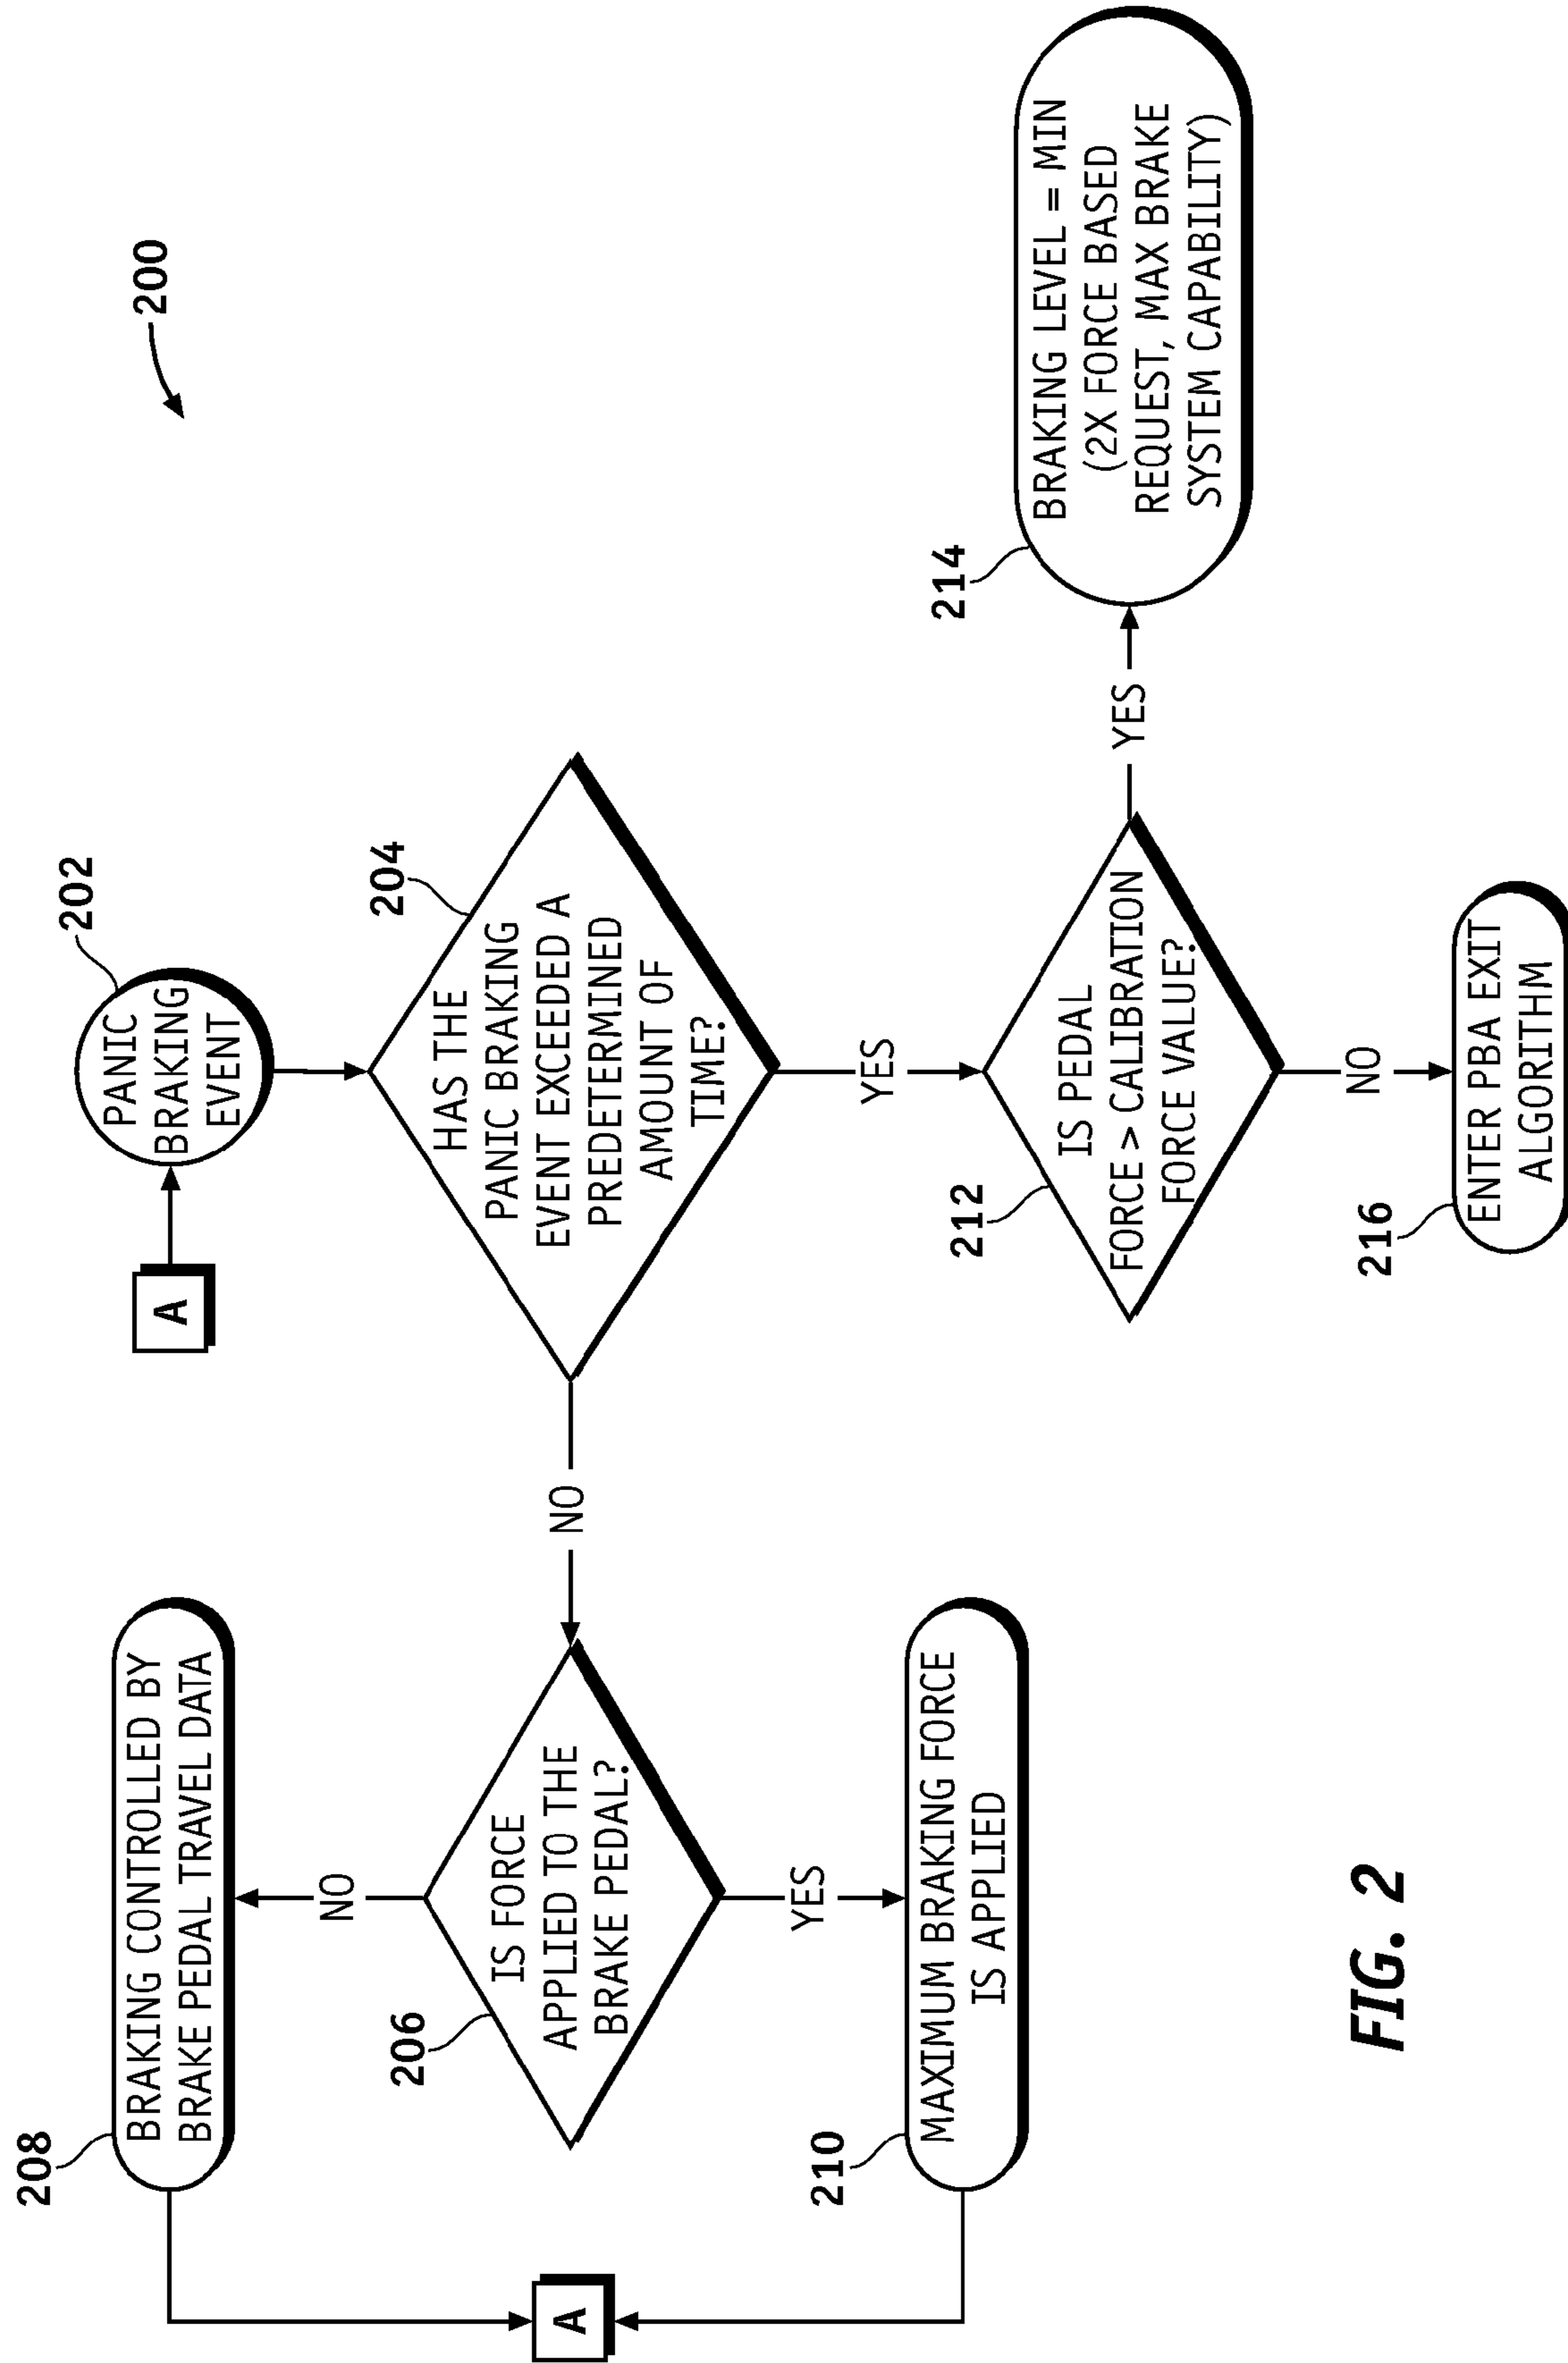 200
202
PANIC
BRAKING
EVENT
A
204
HAS THE
PANIC BRAKING
EVENT EXCEEDED A
PREDETERMINED
AMOUNT OF
TIME?
NO
YES
208
BRAKING CONTROLLED BY
BRAKE PEDAL TRAVEL DATA
NO
206
IS FORCE
APPLIED TO THE
BRAKE PEDAL?
YES
210
MAXIMUM BRAKING FORCE
IS APPLIED
A
212
IS PEDAL
FORCE > CALIBRATION
FORCE VALUE?
YES
214
BRAKING LEVEL = MIN
(2X FORCE BASED
REQUEST, MAX BRAKE
SYSTEM CAPABILITY)
NO
216
ENTER PBA EXIT
ALGORITHM
FIG. 2